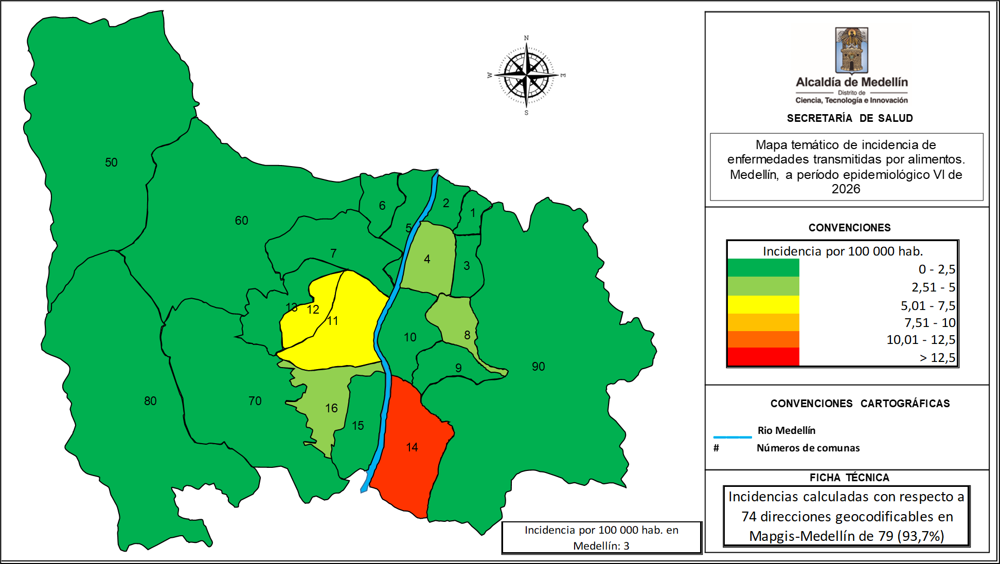 N
W
E
S
50
60
6
2
1
5
7
4
3
13
12
11
10
8
9
90
80
70
16
15
14
Incidencia por 100 000 hab. en
Medellín: 3
Alcaldía de Medellín
Distrito de
Ciencia, Tecnología e Innovación
SECRETARÍA DE SALUD
Mapa temático de incidencia de
enfermedades transmitidas por alimentos.
Medellín, a período epidemiológico VI de
2026
CONVENCIONES
Incidencia por 100 000 hab.
0 - 2,5
2,51 - 5
5,01 - 7,5
7,51 - 10
10,01 - 12,5
> 12,5
CONVENCIONES CARTOGRÁFICAS
Rio Medellín
# Números de comunas
FICHA TÉCNICA
Incidencias calculadas con respecto a
74 direcciones geocodificables en
Mapgis-Medellín de 79 (93,7%)